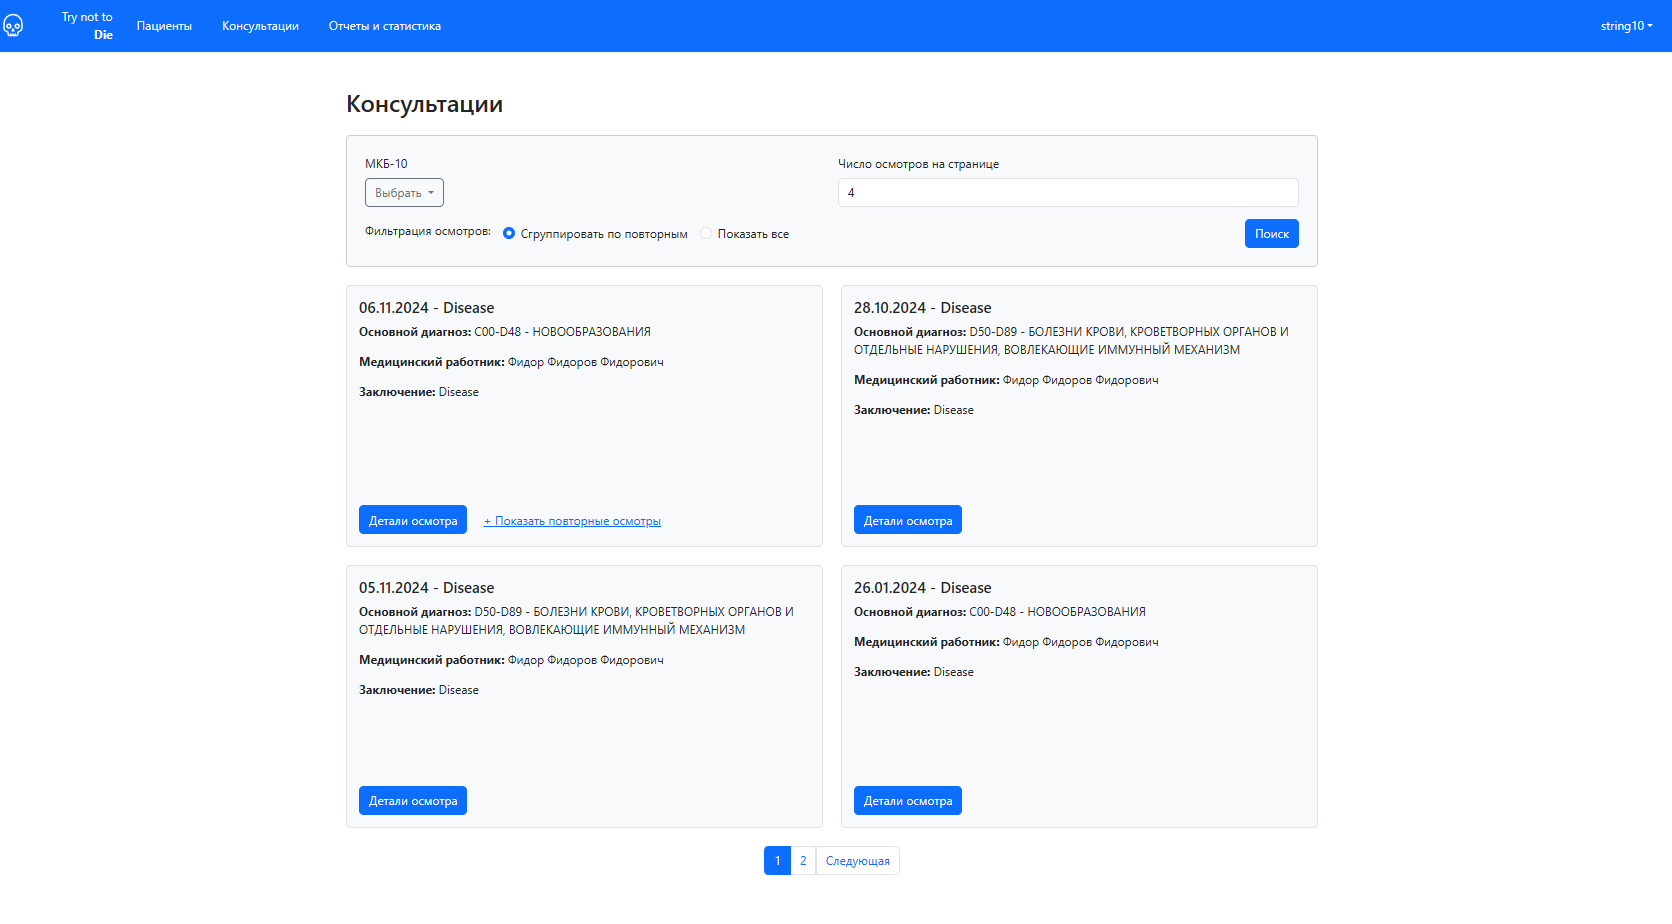 Try not to
Die
Пациенты
Консультации
Отчеты и статистика
string10
Консультации
МКБ-10
Число осмотров на странице
Выбрать
4
Фильтрация осмотров:
Сгруппировать по повторным
Показать все
Поиск
06.11.2024 - Disease
Основной диагноз: C00-D48 - НОВООБРАЗОВАНИЯ
Медицинский работник: Фидор Фидоров Фидорович
Заключение: Disease
Детали осмотра
+ Показать повторные осмотры
28.10.2024 - Disease
Основной диагноз: D50-D89 - БОЛЕЗНИ КРОВИ, КРОВЕТВОРНЫХ ОРГАНОВ И
ОТДЕЛЬНЫЕ НАРУШЕНИЯ, ВОВЛЕКАЮЩИЕ ИММУННЫЙ МЕХАНИЗМ
Медицинский работник: Фидор Фидоров Фидорович
Заключение: Disease
Детали осмотра
05.11.2024 - Disease
Основной диагноз: D50-D89 - БОЛЕЗНИ КРОВИ, КРОВЕТВОРНЫХ ОРГАНОВ И
ОТДЕЛЬНЫЕ НАРУШЕНИЯ, ВОВЛЕКАЮЩИЕ ИММУННЫЙ МЕХАНИЗМ
Медицинский работник: Фидор Фидоров Фидорович
Заключение: Disease
Детали осмотра
26.01.2024 - Disease
Основной диагноз: C00-D48 - НОВООБРАЗОВАНИЯ
Медицинский работник: Фидор Фидоров Фидорович
Заключение: Disease
Детали осмотра
1
2
Следующая